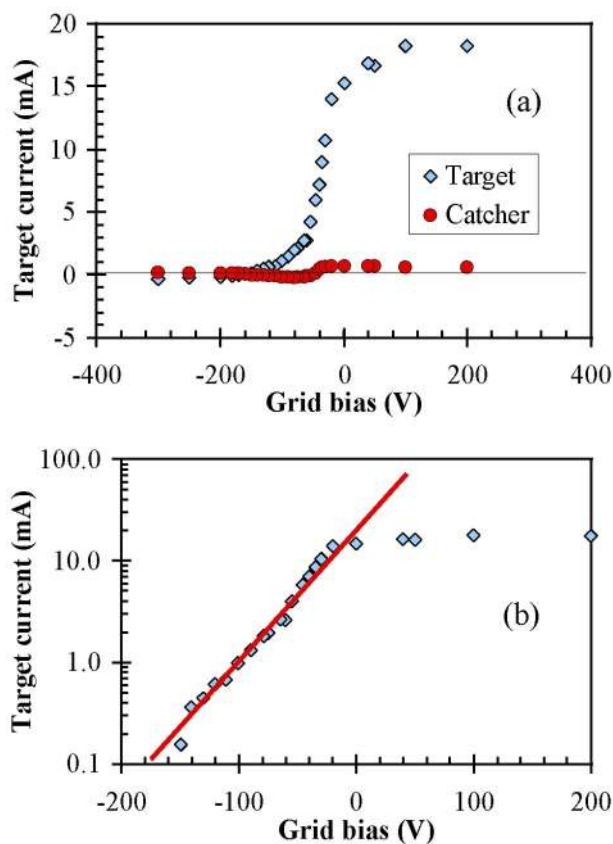 20
15
10
5
0
-5
Target current (mA)
(a)
Target
Catcher
-400 -200 0 200 400
Grid bias (V)
100.0
10.0
1.0
0.1
Target current (mA)
(b)
-200 -100 0 100 200
Grid bias (V)